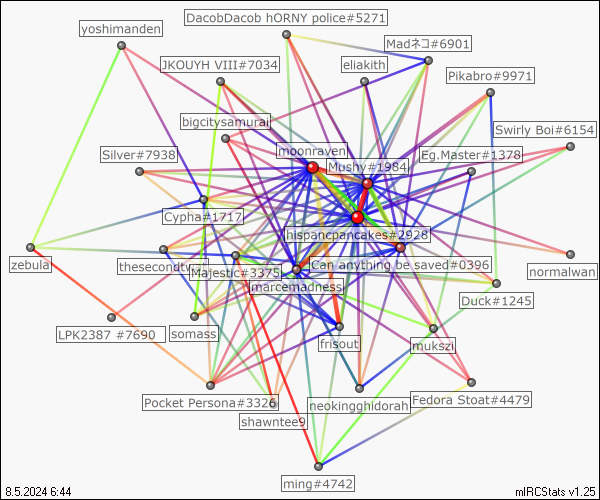 DacobDacob hORNY police#5271
yoshimanden
Madネコ#6901
JKOUYH VIII#7034
eliakith
Pikabro#9971
bigcitysamurai
Swirly Boi#6154
moonraven
Silver#7938
Mushy#1984
Eg.Master#1378
Cypha#1717
hispanicpancakes#2928
zebula
thesecondtv
Majestic#3375
Can anything be saved#0396
normalwan
marcemadness
Duck#1245
LPK2387 #7690
somass
frisout
mukszi
Pocket Persona#3326
neokingghidorah
Fedora Stoat#4479
shawntee9
ming#4742
8.5.2024 6:44
mIRCStats v1.25